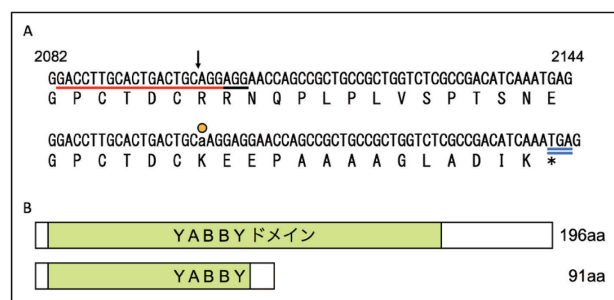 A
2082 2144
GGACCTTGCACTGACTGCAGGAGGAACCAGCCGCTGCCGCTGGTCTCGCCGACATCAAATGAG
G P C T D C R R N Q P L P L V S P T S N E
GGACCTTGCACTGACTGCaAGGAGGAACCAGCCGCTGCCGCTGGTCTCGCCGACATCAAATGAG
G P C T D C K E E P A A A G L A D I K *
B
YABBYドメイン 196aa
YABBY 91aa